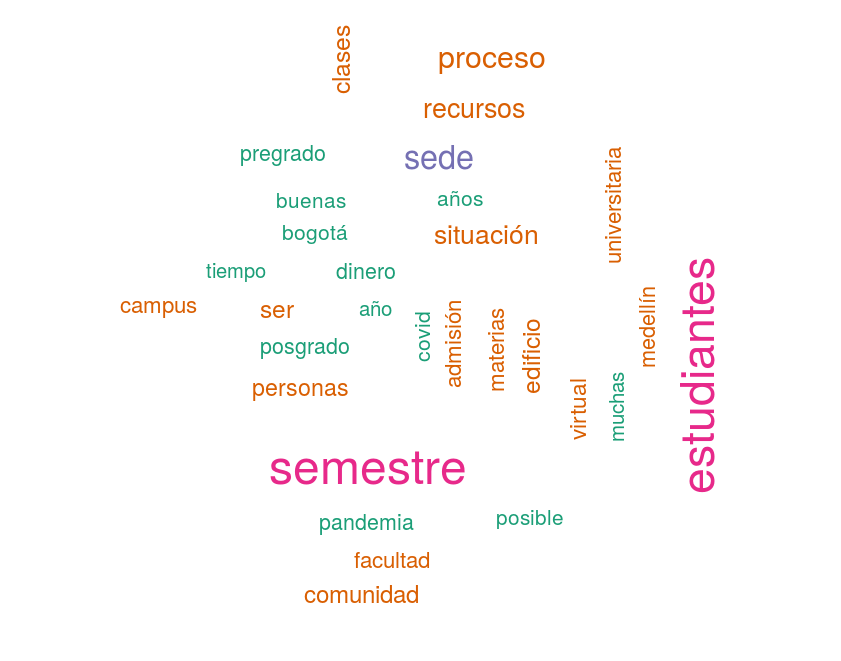 clases
proceso
recursos
pregrado
sede
universitaria
buenas
años
bogotá
situación
tiempo
dinero
estudiantes
campus
ser
año
covid
admisión
materias
edificio
medellín
posgrado
personas
virtual
muchas
semestre
pandemia
posible
facultad
comunidad